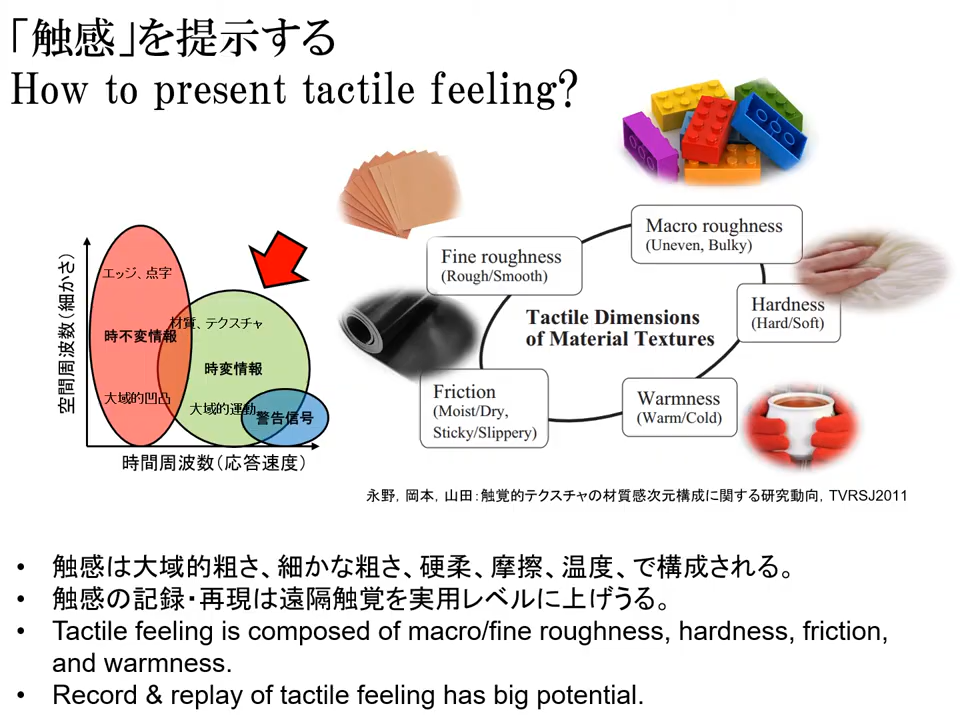 「触感」を提示する
How to present tactile feeling?
空間周波数（細かさ）
エッジ、点字
時不変情報
大域的凹凸
材質、テクスチャ
時変情報
大域的運動
警告信号
時間周波数（応答速度）
Macro roughness
(Uneven, Bulky)
Fine roughness
(Rough/Smooth)
Hardness
(Hard/Soft)
Tactile Dimensions
of Material Textures
Friction
(Moist/Dry,
Sticky/Slippery)
Warmness
(Warm/Cold)
永野，岡本，山田：触覚的テクスチャの材質感次元構成に関する研究動向，TVRSJ2011
• 触感は大域的粗さ、細かな粗さ、硬柔、摩擦、温度、で構成される。
• 触感の記録・再現は遠隔触覚を実用レベルに上げうる。
• Tactile feeling is composed of macro/fine roughness, hardness, friction,
and warmness.
• Record & replay of tactile feeling has big potential.